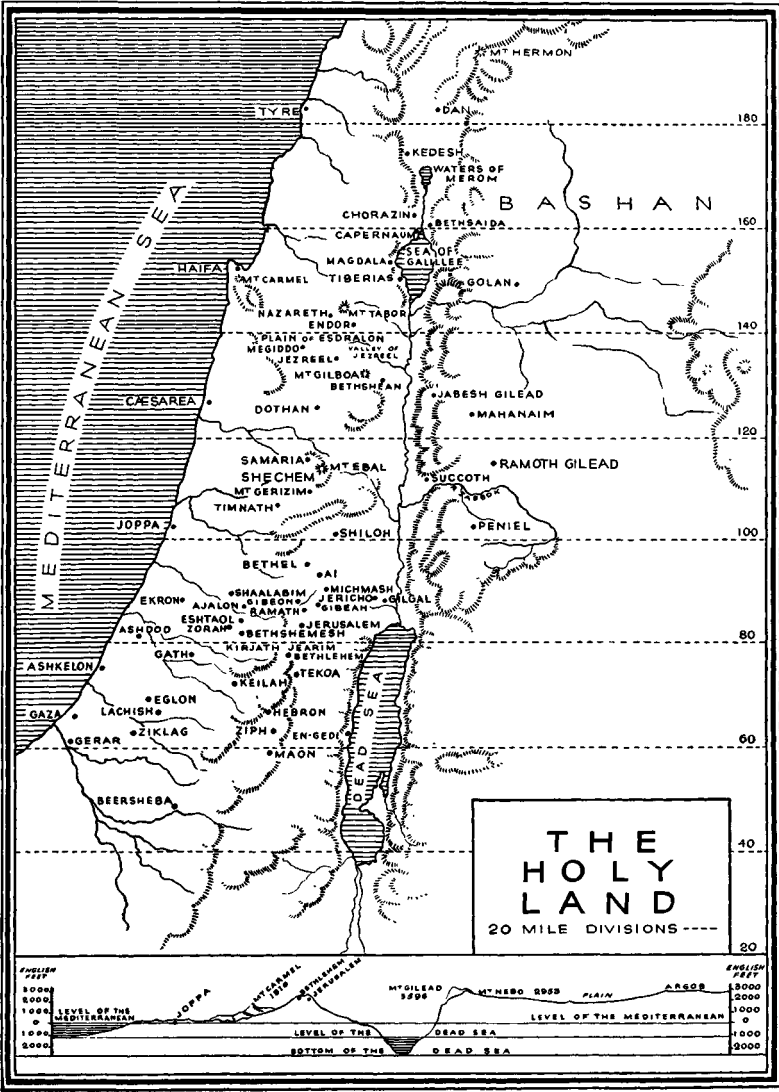 MT HERMON
TYRE
DAN
180
KEDESH
WATERS OF
MEROM
BASHAN
CHORAZIN
BETHSAIDA
160
CAPERNAUM
SEA OF
GALILLEE
MAGDALA
HAIFA
MT CARMEL
TIBERIAS
GOLAN
MEDITERRANEAN SEA
NAZARETH
MT TABOR
ENDOR
140
PLAIN OF ESDRALON
MEGIDDO
VALLEY OF
JEZREEL
JEZREEL
MT GILBOA
BETHSHEAN
JABESH GILEAD
CÆSAREA
DOTHAN
MAHANAIM
120
SAMARIA
MT EBAL
RAMOTH GILEAD
SHECHEM
SUCCOTH
MT GERIZIM
JABBOK
TIMNATH
JOPPA
PENIEL
SHILOH
100
BETHEL
AI
SHAALABIM
MICHMASH
EKRON
AJALON
GIBEON
JERICHO
GILGAL
RAMATH
GIBEAH
ESHTAOL
ZORAH
JERUSALEM
ASHDOD
BETHSHEMESH
80
KIRJATH JEARIM
GATH
BETHLEHEM
ASHKELON
KEILAH
TEKOA
DEAD SEA
EGLON
LACHISH
HEBRON
GAZA
ZIKLAG
ZIPH
EN-GEDI
GERAR
MAON
60
BEERSHEBA
THE
HOLY
LAND
20 MILE DIVISIONS ----
40
20
ENGLISH
FEET
3000
2000
1000
0
1000
2000
LEVEL OF THE
MEDITERRANEAN
JOPPA
MT CARMEL
1810
BETHLEHEM
JERUSALEM
MT GILEAD
3596
MT NEBO 2953
PLAIN
ARGOB
LEVEL OF THE MEDITERRANEAN
LEVEL OF THE DEAD SEA
BOTTOM OF THE DEAD SEA
ENGLISH
FEET
3000
2000
1000
0
1000
2000